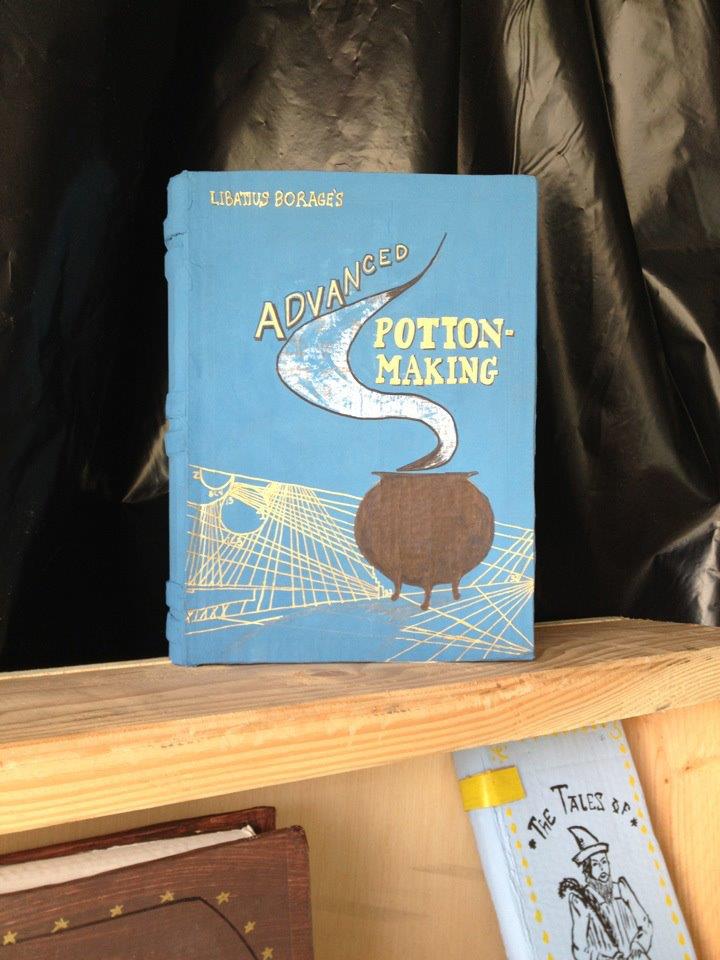 LIBATIUS BORAGE'S
ADVANCED
POTION-
MAKING
THE TALES OF